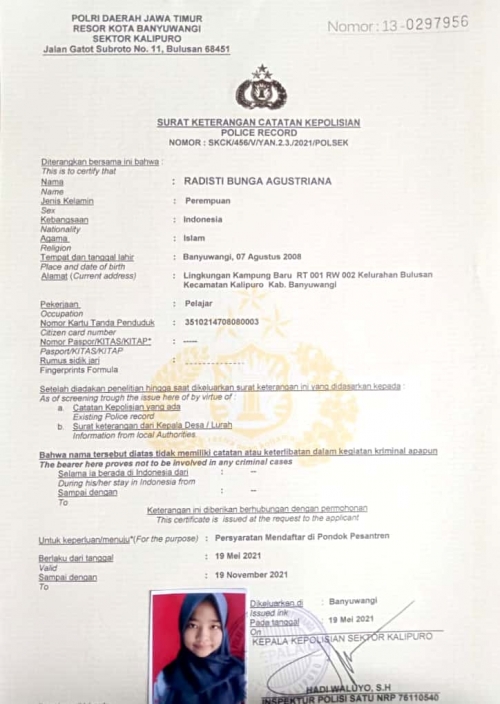 POLRI DAERAH JAWA TIMUR
RESOR KOTA BANYUWANGI
SEKTOR KALIPURO
Jalan Gatot Subroto No. 11, Bulusan 68451
Nomor: 13-0297956
SURAT KETERANGAN CATATAN KEPOLISIAN
POLICE RECORD
NOMOR : SKCK/456/V/YAN.2.3./2021/POLSEK
Diterangkan bersama ini bahwa :
This is to certify that
Nama : RADISTI BUNGA AGUSTRIANA
Name
Jenis Kelamin : Perempuan
Sex
Kebangsaan : Indonesia
Nationality
Agama : Islam
Religion
Tempat dan tanggal lahir : Banyuwangi, 07 Agustus 2008
Place and date of birth
Alamat (Current address) : Lingkungan Kampung Baru RT 001 RW 002 Kelurahan Bulusan
Kecamatan Kalipuro Kab. Banyuwangi
Pekerjaan : Pelajar
Occupation
Nomor Kartu Tanda Penduduk : 3510214708080003
Citizen card number
Nomor Paspor/KITAS/KITAP* : -----
Pasport/KITAS/KITAP
Rumus sidik jari : --------------
Fingerprints Formula
Setelah diadakan penelitian hingga saat dikeluarkan surat keterangan ini yang didasarkan kepada :
As of screening trough the issue here of by virtue of :
a. Catatan Kepolisian yang ada
Existing Police record
b. Surat keterangan dari Kepala Desa / Lurah
Information from local Authorities
Bahwa nama tersebut diatas tidak memiliki catatan atau keterlibatan dalam kegiatan kriminal apapun
The bearer here proves not to be involved in any criminal cases
Selama ia berada di Indonesia dari : --
During his/her stay in Indonesia from
Sampai dengan : --
To
Keterangan ini diberikan berhubungan dengan permohonan
This certificate is issued at the request to the applicant
Untuk keperluan/menuju*(For the purpose) : Persyaratan Mendaftar di Pondok Pesantren
Berlaku dari tanggal : 19 Mei 2021
Valid
Sampai dengan : 19 November 2021
To
Dikeluarkan di : Banyuwangi
Issued ink
Pada tanggal : 19 Mei 2021
On
KEPALA KEPOLISIAN SEKTOR KALIPURO
HADI WALUYO, S.H
INSPEKTUR POLISI SATU NRP 76110540